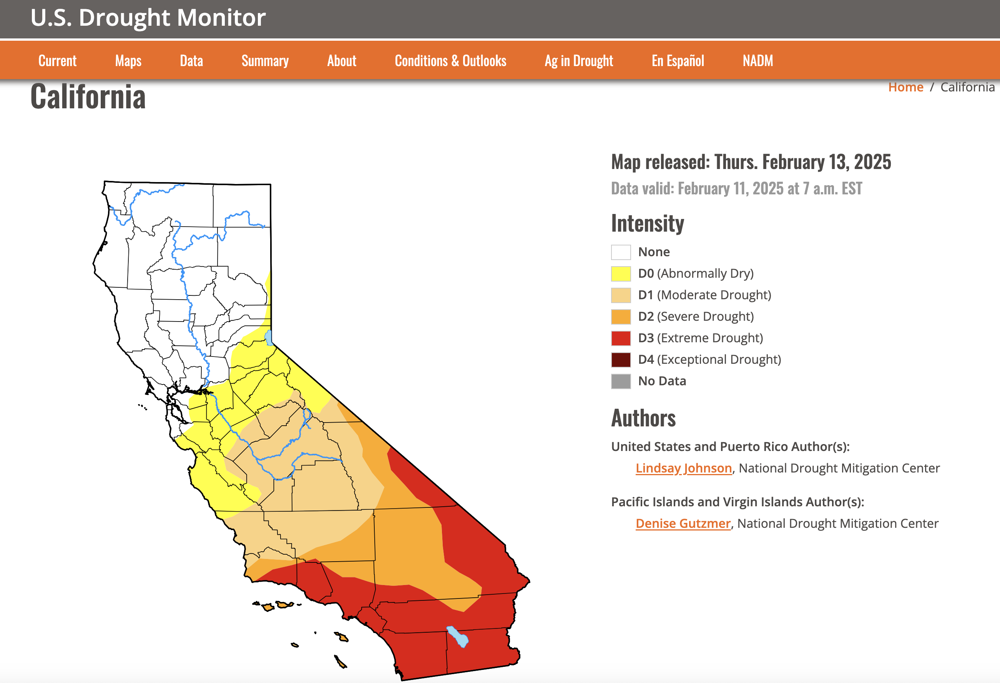 U.S. Drought Monitor
Current Maps Data Summary About Conditions & Outlooks Ag in Drought En Español NADM
California
Home / California
Map released: Thurs. February 13, 2025
Data valid: February 11, 2025 at 7 a.m. EST
Intensity
None
D0 (Abnormally Dry)
D1 (Moderate Drought)
D2 (Severe Drought)
D3 (Extreme Drought)
D4 (Exceptional Drought)
No Data
Authors
United States and Puerto Rico Author(s):
Lindsay Johnson, National Drought Mitigation Center
Pacific Islands and Virgin Islands Author(s):
Denise Gutzmer, National Drought Mitigation Center